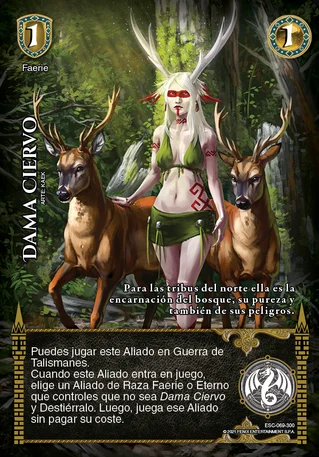 1
1
Faerie
DAMA CIERVO
ARTE: KAEK
Para las tribus del norte ella es la
encarnación del bosque, su pureza y
también de sus peligros.
Puedes jugar este Aliado en Guerra de
Talismanes.
Cuando este Aliado entra en juego,
elige un Aliado de Raza Faerie o Eterno
que controles que no sea Dama Ciervo
y Destiérralo. Luego, juega ese Aliado
sin pagar su coste.
ESC-069-300
© 2021 FENIX ENTERTAINMENT S.P.A.